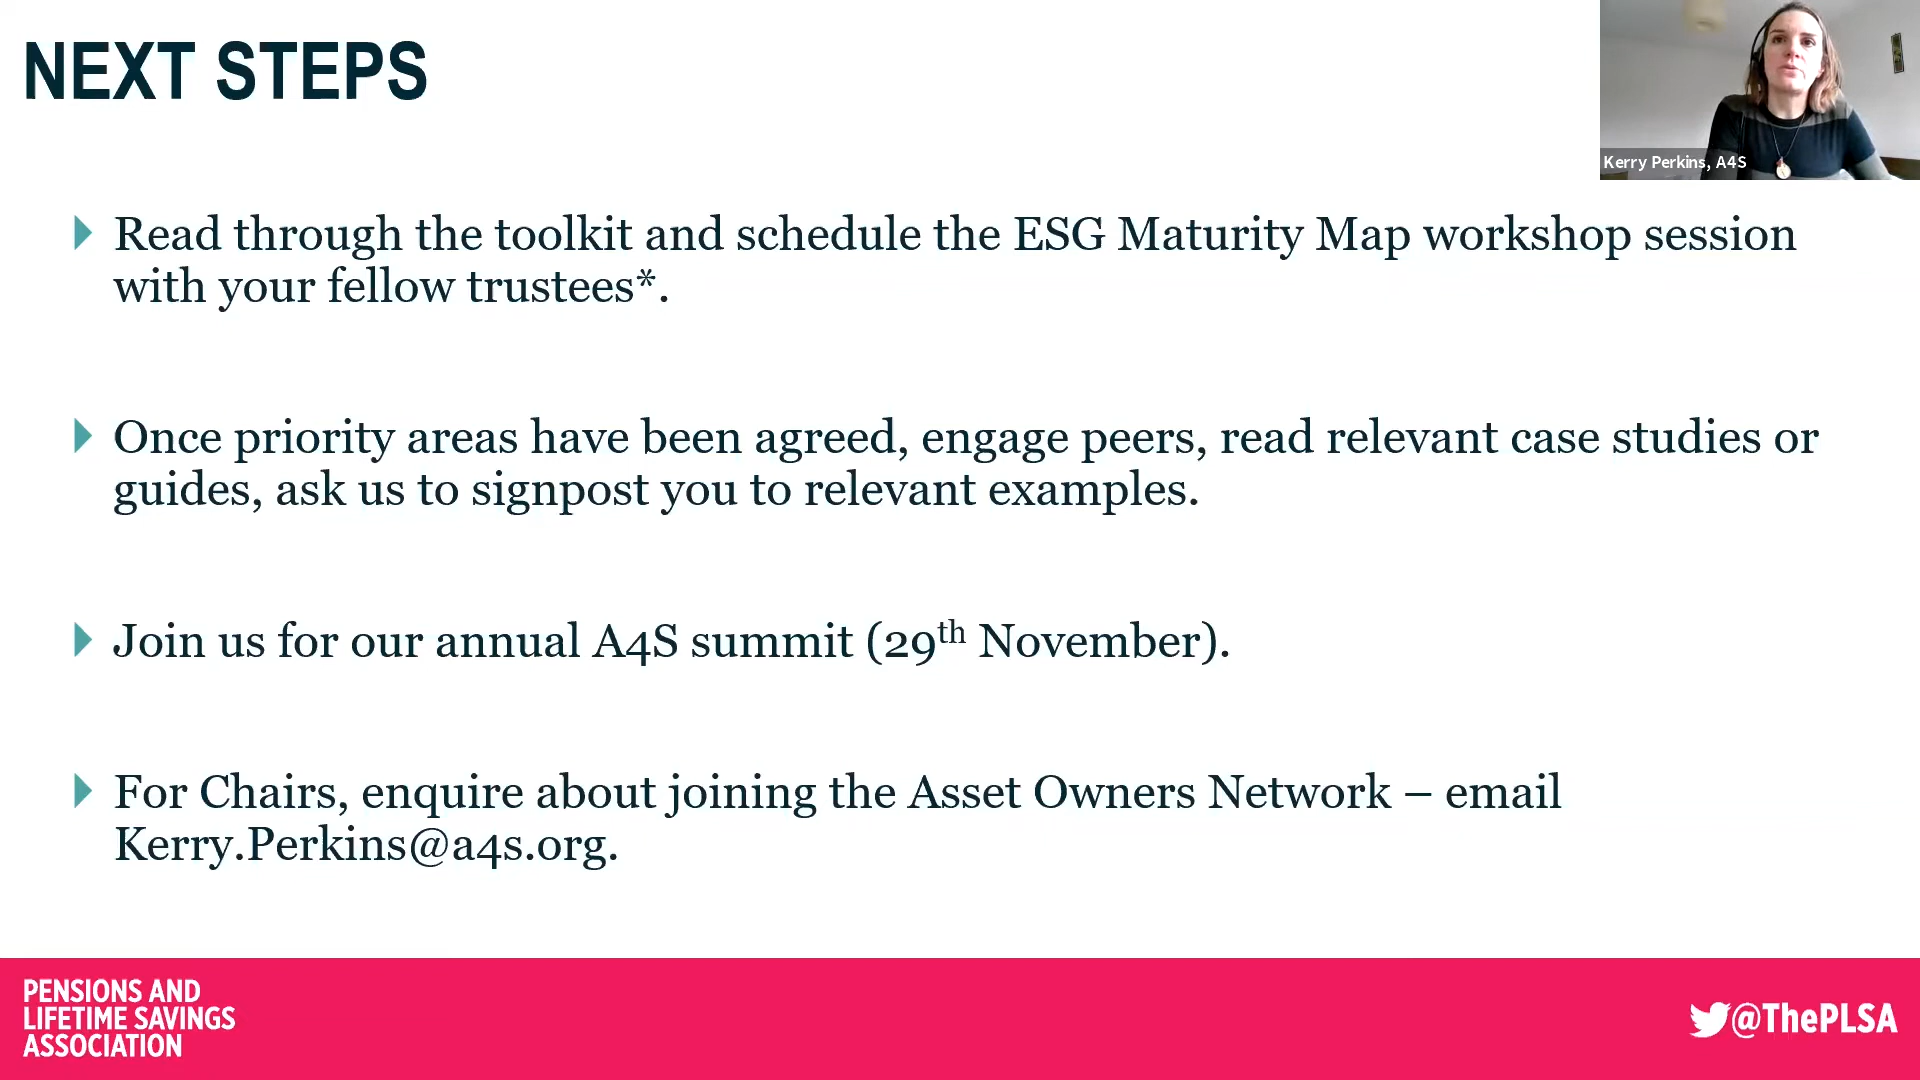 NEXT STEPS
Kerry Perkins, A4S
Read through the toolkit and schedule the ESG Maturity Map workshop session
with your fellow trustees*.
Once priority areas have been agreed, engage peers, read relevant case studies or
guides, ask us to signpost you to relevant examples.
Join us for our annual A4S summit (29th November).
For Chairs, enquire about joining the Asset Owners Network – email
Kerry.Perkins@a4s.org.
PENSIONS AND
LIFETIME SAVINGS
ASSOCIATION
@ThePLSA